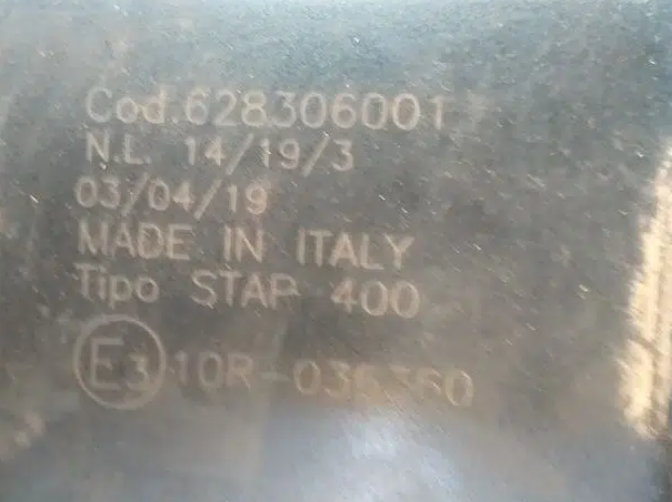 Cod.628306001
N.L. 14/19/3
03/04/19
MADE IN ITALY
Tipo STAP 400
E3